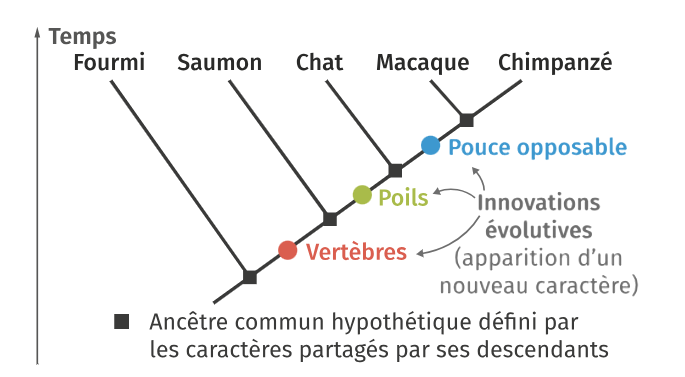 Temps
Fourmi Saumon Chat Macaque Chimpanzé
Pouce opposable
Poils
Innovations
évolutives
(apparition d'un
nouveau caractère)
Vertèbres
Ancêtre commun hypothétique défini par
les caractères partagés par ses descendants